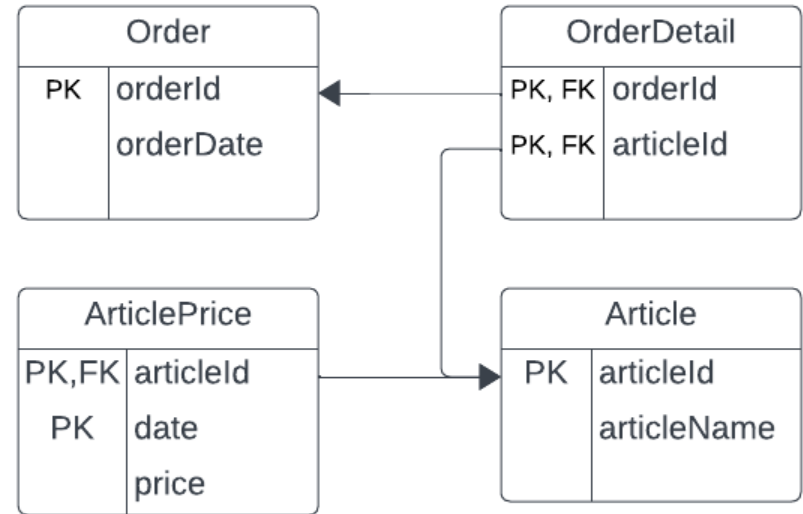 Order
PK orderId
orderDate
OrderDetail
PK, FK orderId
PK, FK articleId
ArticlePrice
PK,FK articleId
PK date
price
Article
PK articleId
articleName